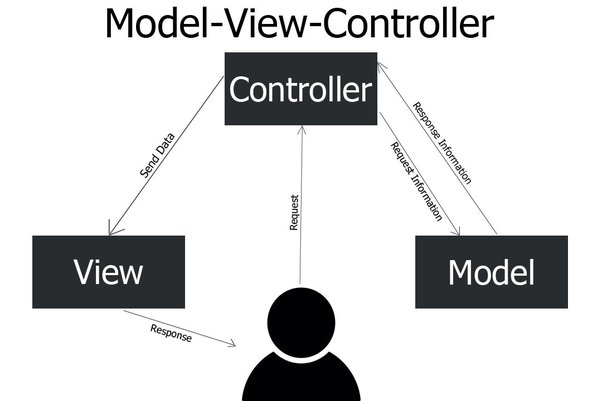 Model-View-Controller
Controller
Send Data
Request
Request Information
Response Information
View
Model
Response